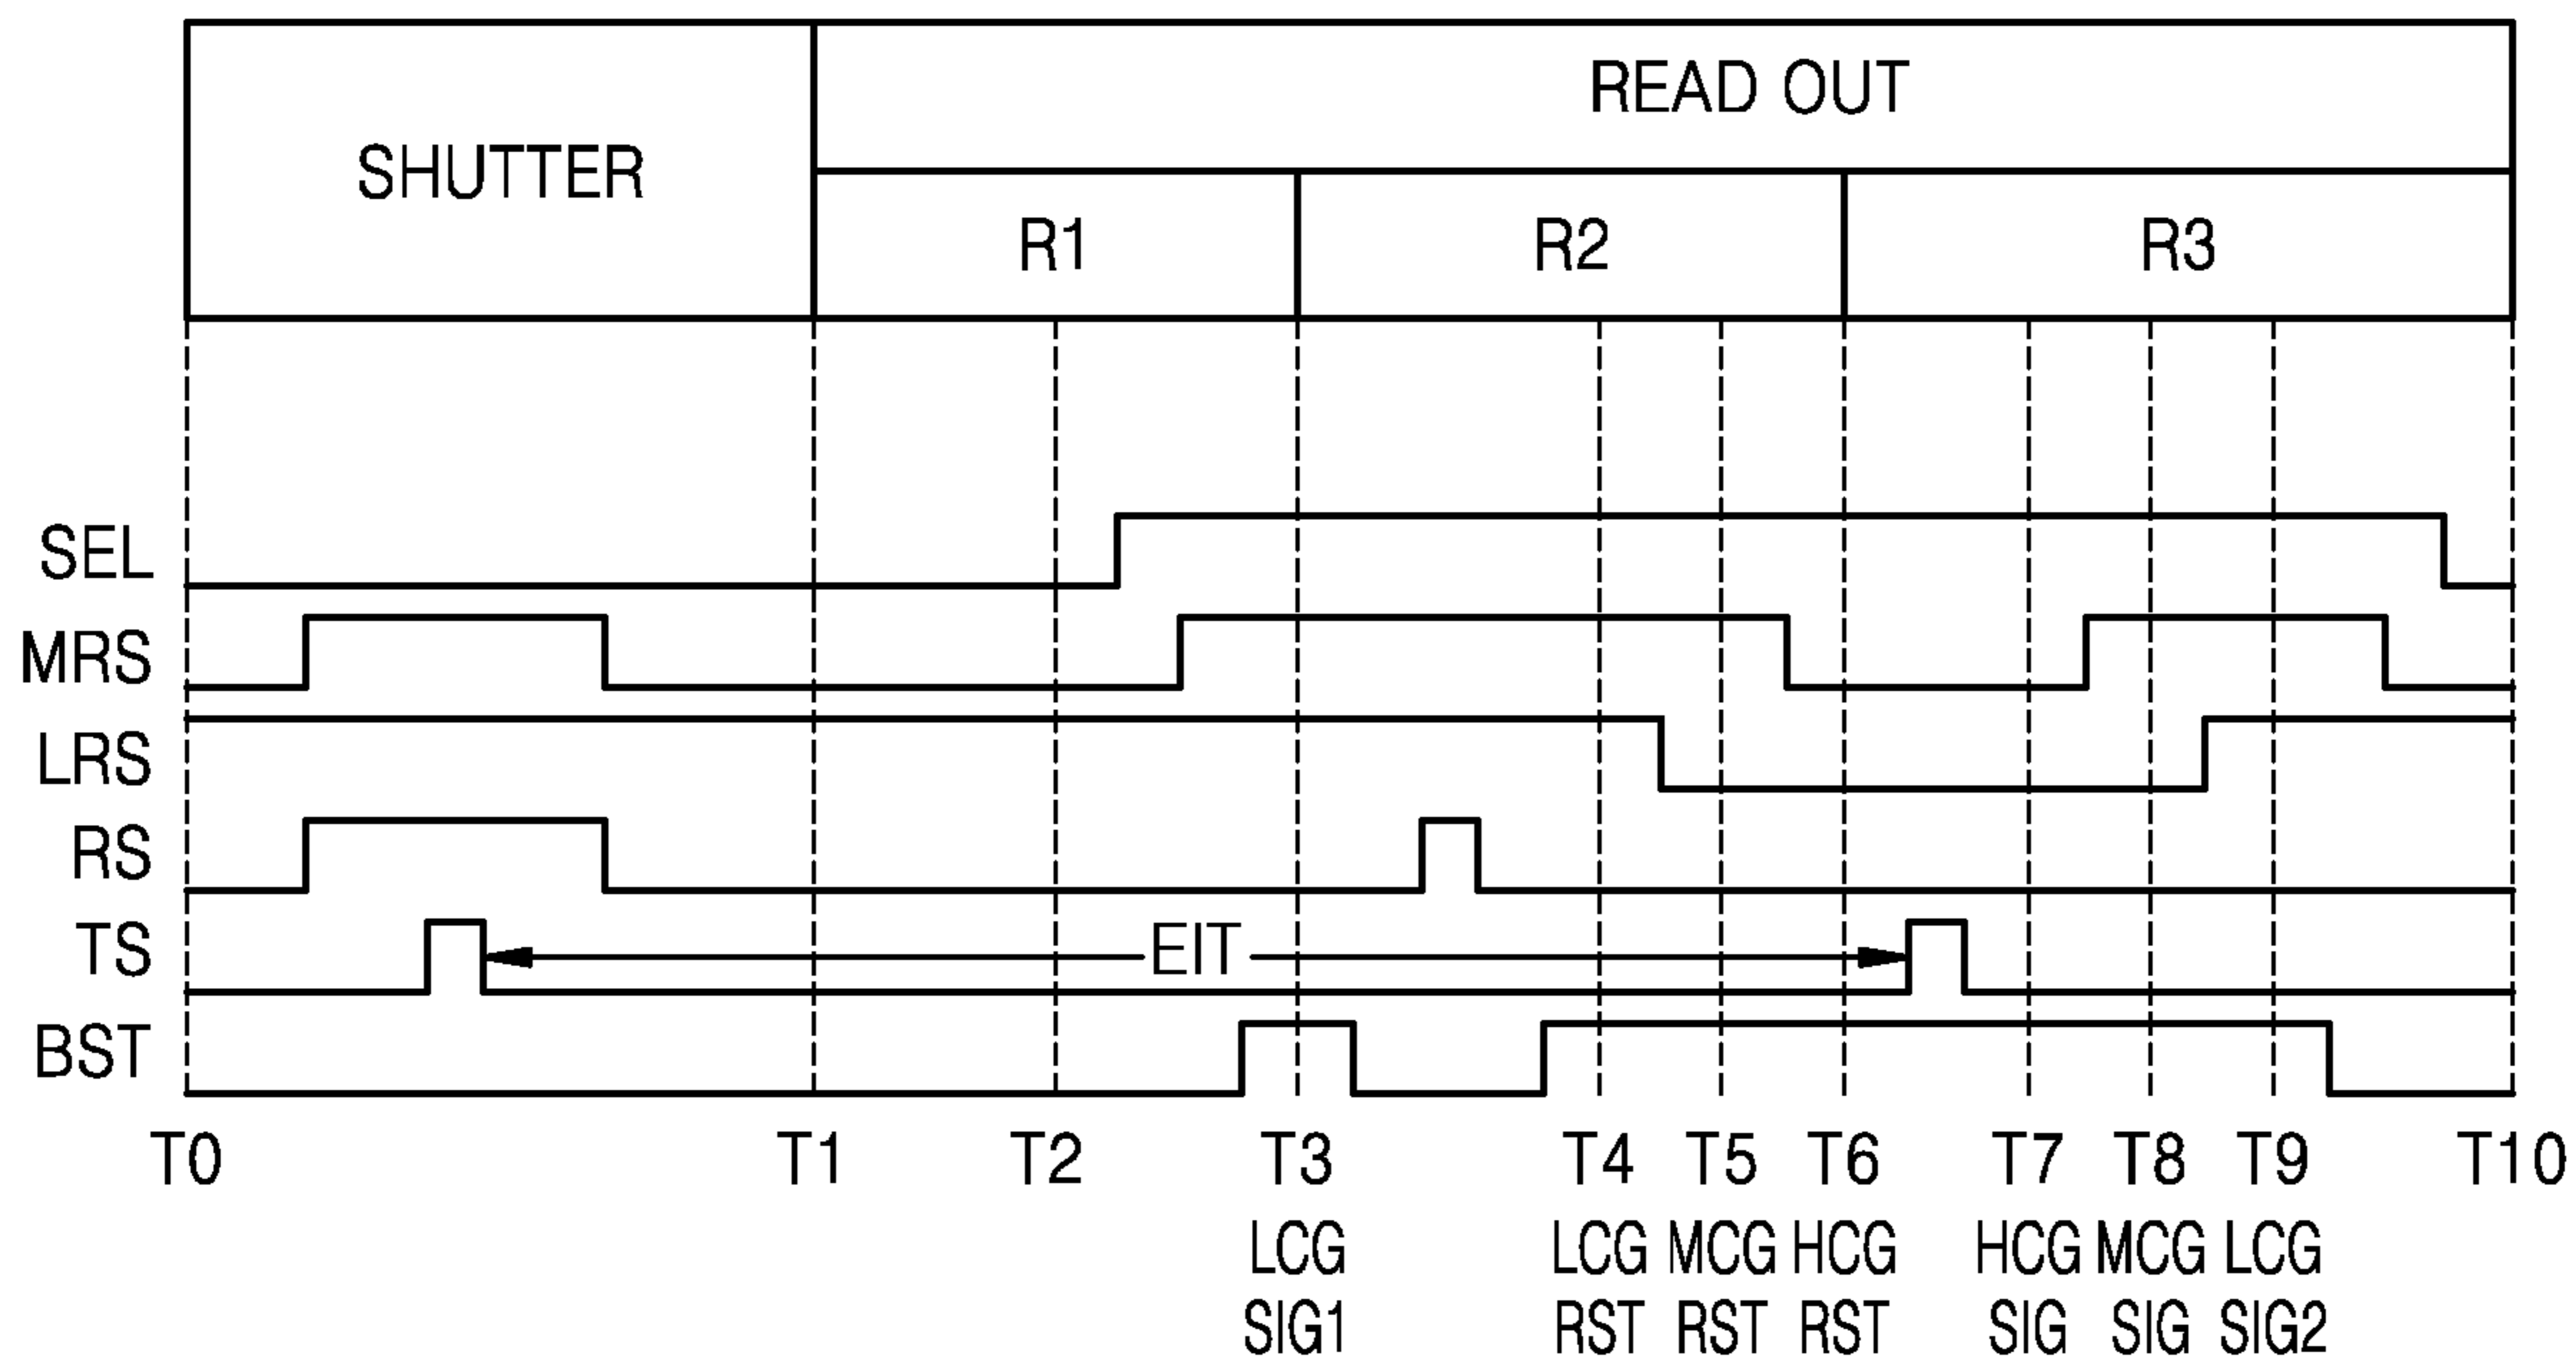 READ OUT
SHUTTER
R1 R2 R3
SEL
MRS
LRS
RS
TS
EIT
BST
T0 T1 T2 T3 T4 T5 T6 T7 T8 T9 T10
LCG LCG MCG HCG HCG MCG LCG
SIG1 RST RST RST SIG SIG SIG2